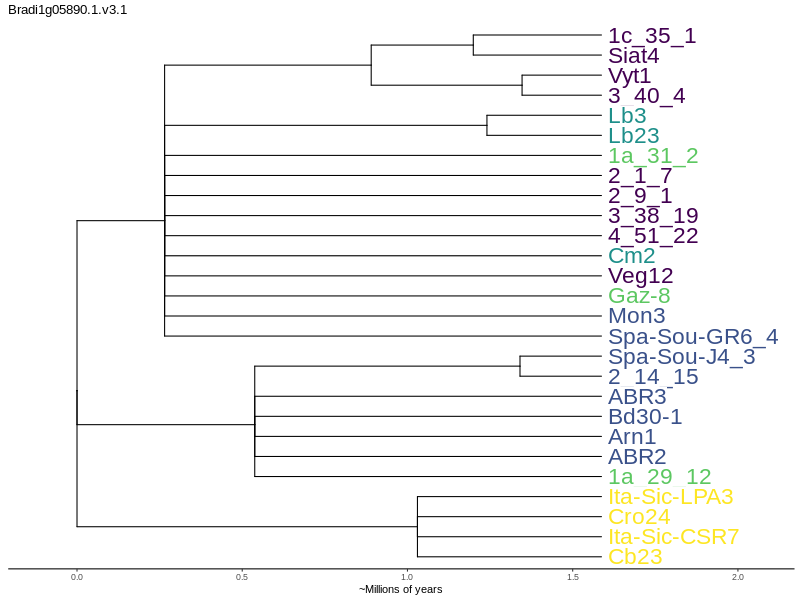 Bradi1g05890.1.v3.1
1c_35_1
Siat4
Vyt1
3_40_4
Lb3
Lb23
1a_31_2
2_1_7
2_9_1
3_38_19
4_51_22
Cm2
Veg12
Gaz-8
Mon3
Spa-Sou-GR6_4
Spa-Sou-J4_3
2_14_15
ABR3
Bd30-1
Arn1
ABR2
1a_29_12
Ita-Sic-LPA3
Cro24
Ita-Sic-CSR7
Cb23
0.0 0.5 1.0 1.5 2.0
~Millions of years